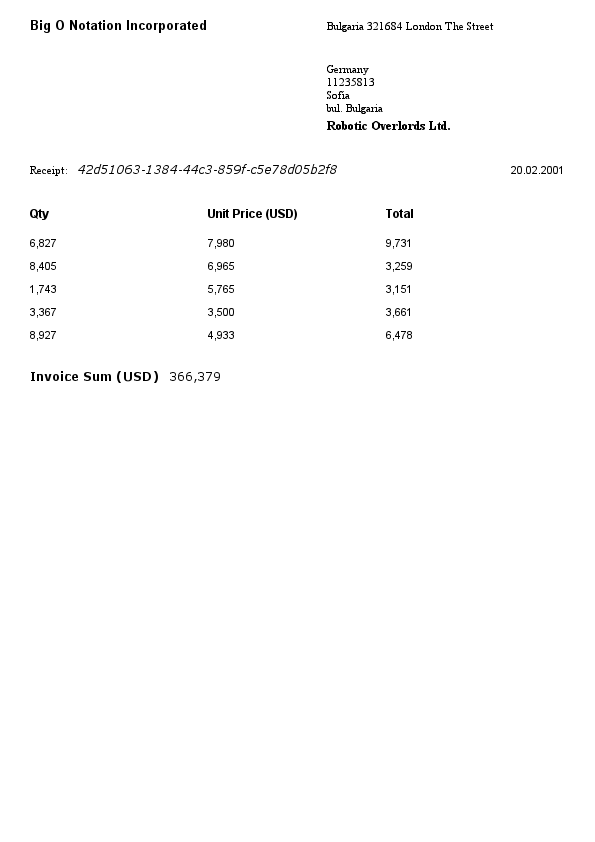 Big O Notation Incorporated Bulgaria 321684 London The Street
Germany
11235813
Sofia
bul. Bulgaria
Robotic Overlords Ltd.
Receipt: 42d51063-1384-44c3-859f-c5e78d05b2f8 20.02.2001
Qty Unit Price (USD) Total
6,827 7,980 9,731
8,405 6,965 3,259
1,743 5,765 3,151
3,367 3,500 3,661
8,927 4,933 6,478
Invoice Sum (USD) 366,379